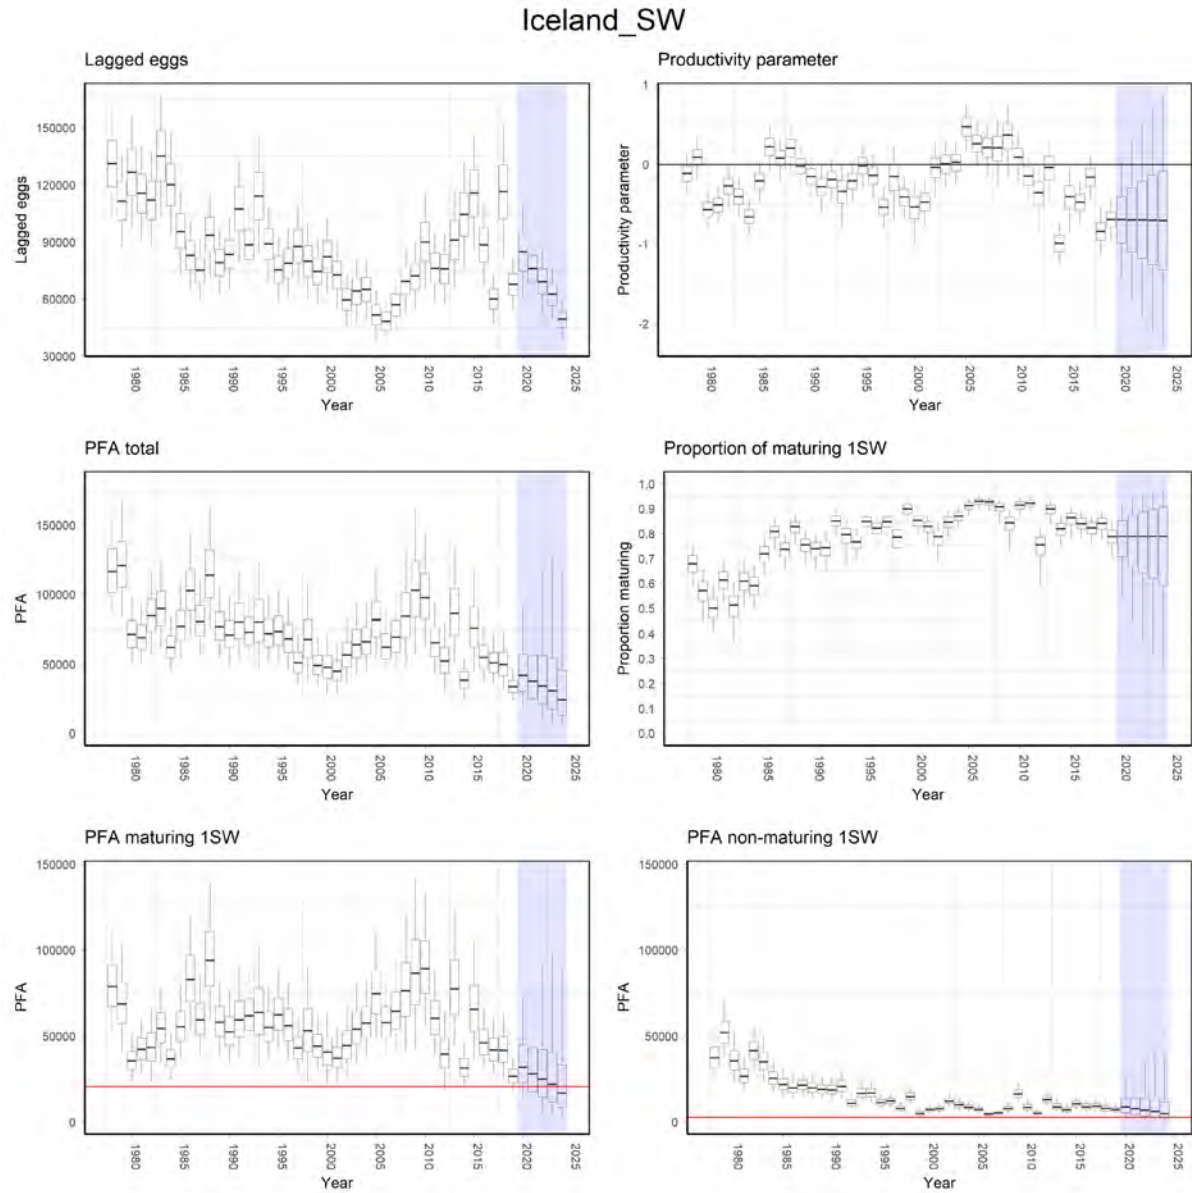 Iceland_SW
Lagged eggs
Lagged eggs
150000
120000
90000
60000
30000
1980 1985 1990 1995 2000 2005 2010 2015 2020 2025
Year
Productivity parameter
Productivity parameter
1
0
-1
-2
1980 1985 1990 1995 2000 2005 2010 2015 2020 2025
Year
PFA total
PFA
150000
100000
50000
0
1980 1985 1990 1995 2000 2005 2010 2015 2020 2025
Year
Proportion of maturing 1SW
Proportion maturing
1.0
0.9
0.8
0.7
0.6
0.5
0.4
0.3
0.2
0.1
0.0
1980 1985 1990 1995 2000 2005 2010 2015 2020 2025
Year
PFA maturing 1SW
PFA
150000
100000
50000
0
1980 1985 1990 1995 2000 2005 2010 2015 2020 2025
Year
PFA non-maturing 1SW
PFA
150000
100000
50000
0
1980 1985 1990 1995 2000 2005 2010 2015 2020 2025
Year